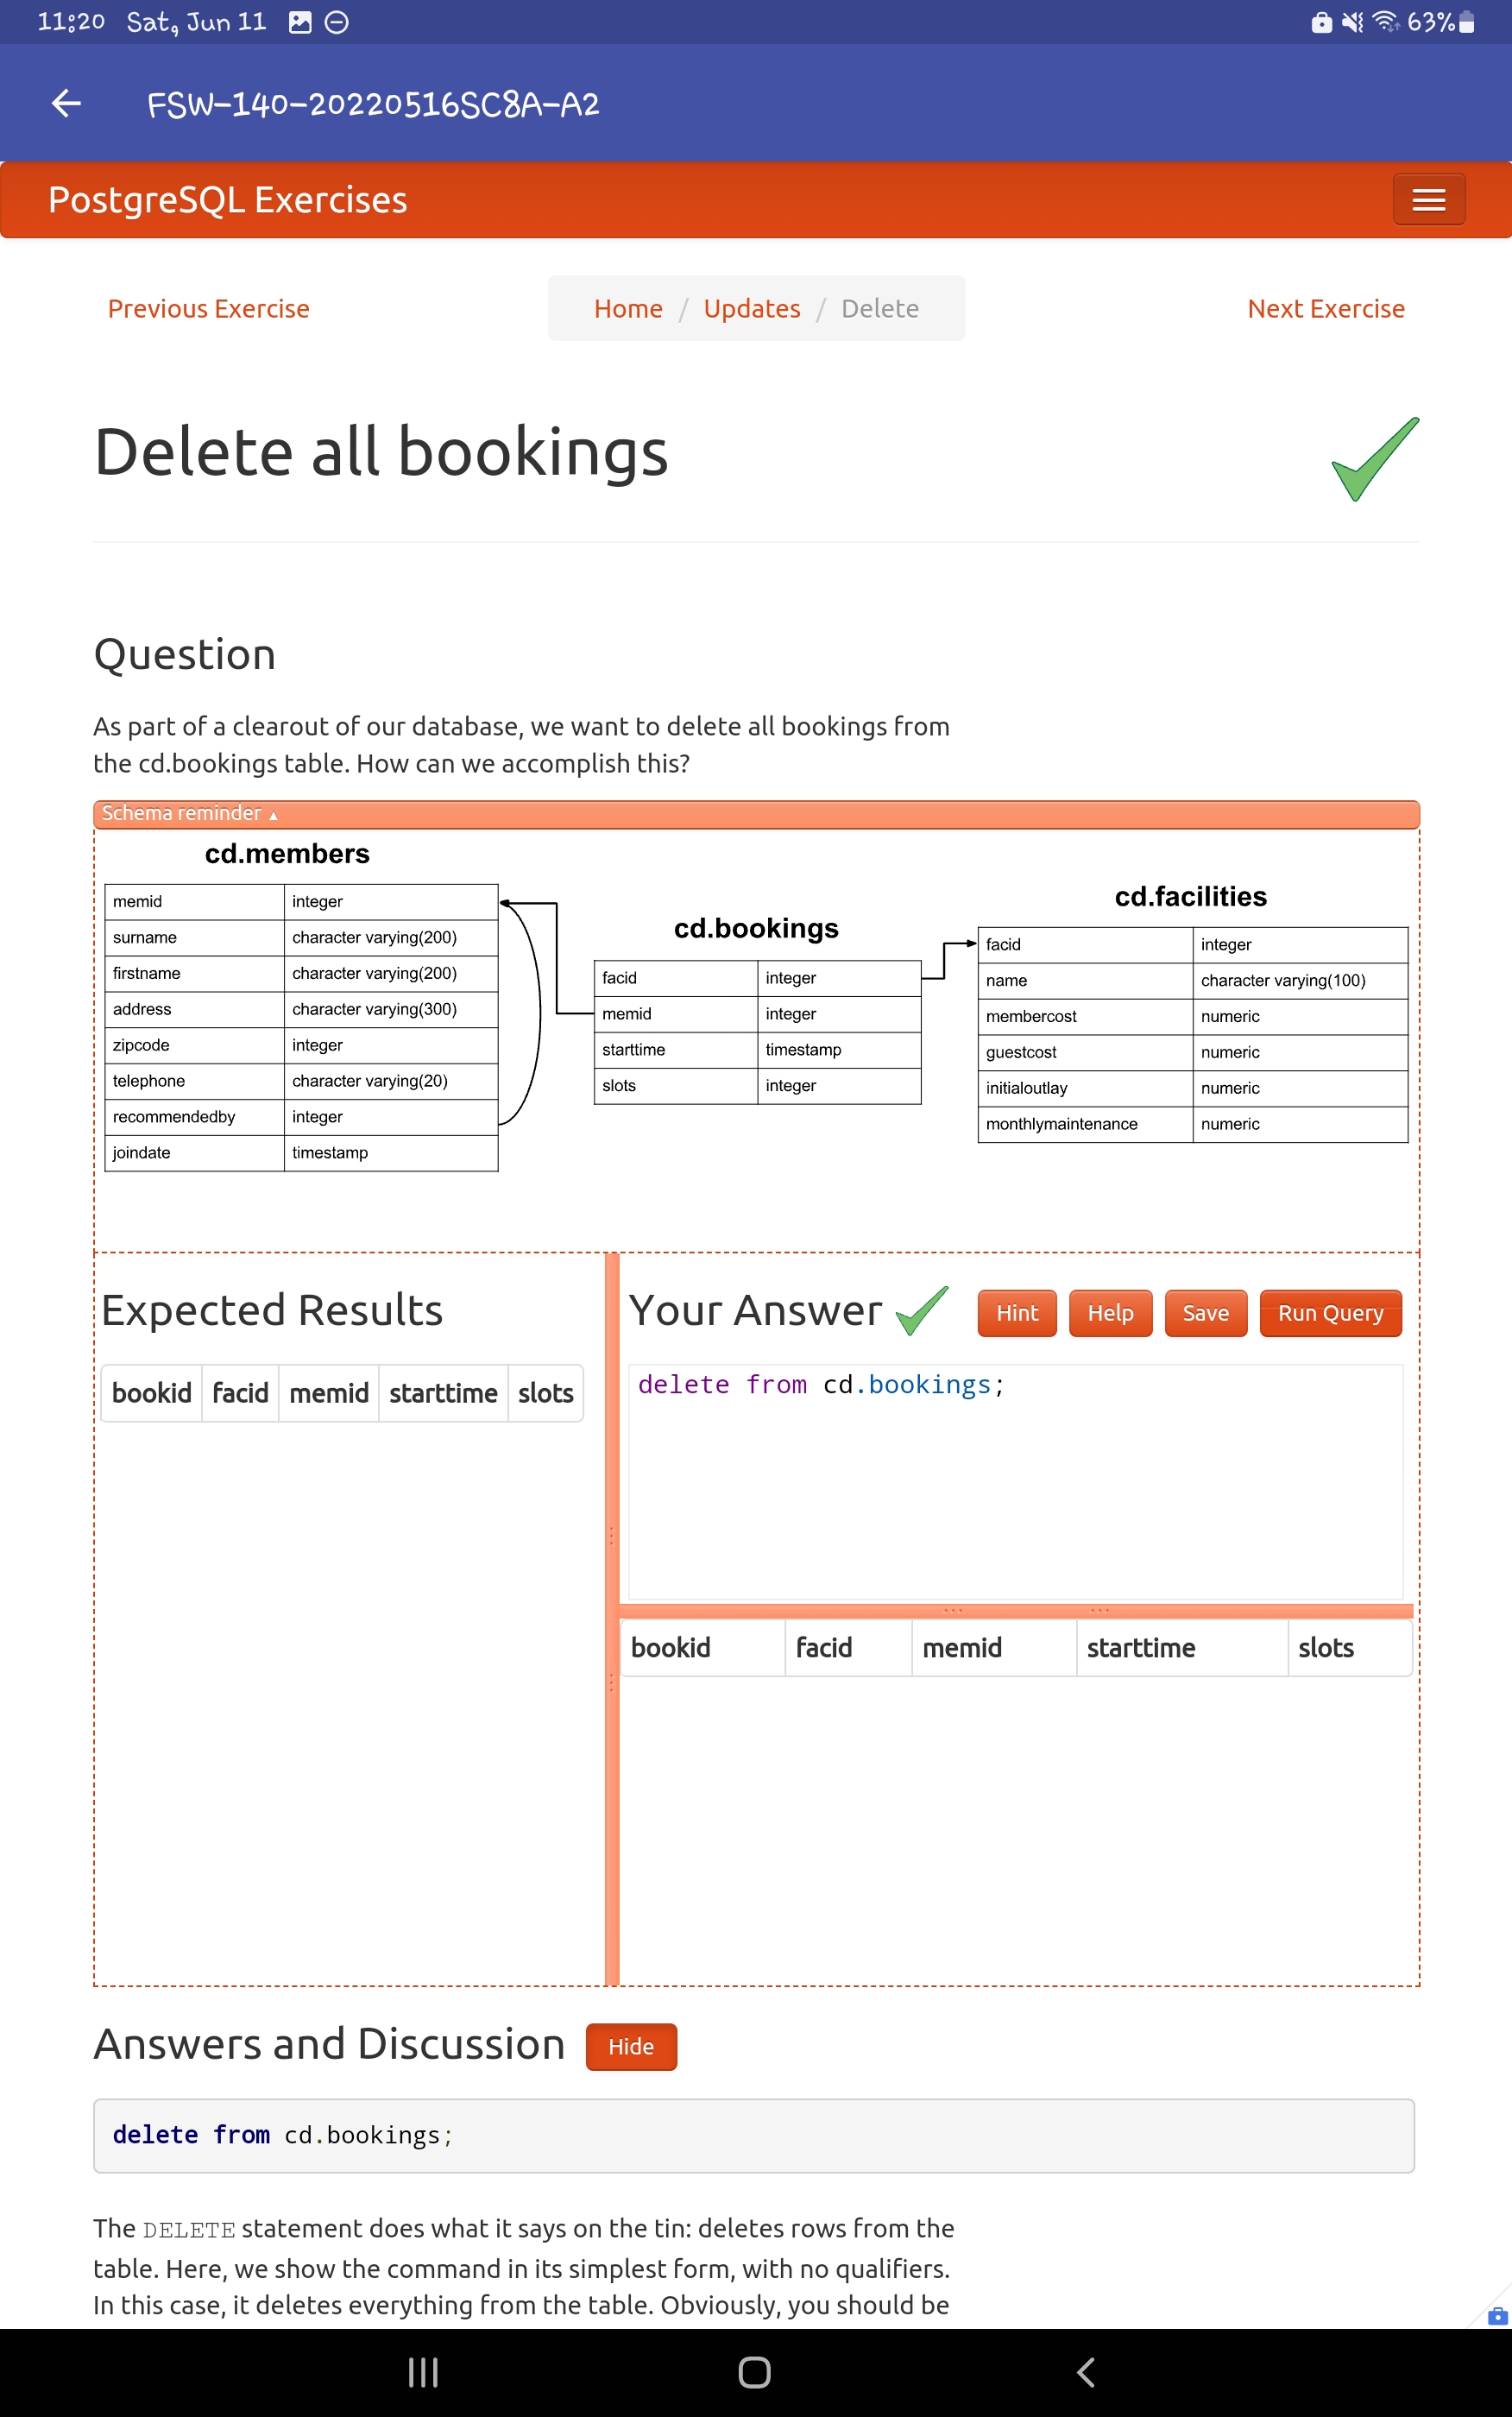 11:20 Sat, Jun 11 63%
FSW-140-20220516SC8A-A2
PostgreSQL Exercises
Previous Exercise Home / Updates / Delete Next Exercise
Delete all bookings
Question
As part of a clearout of our database, we want to delete all bookings from
the cd.bookings table. How can we accomplish this?
Schema reminder ▲
cd.members
memid integer
surname character varying(200)
firstname character varying(200)
address character varying(300)
zipcode integer
telephone character varying(20)
recommendedby integer
joindate timestamp
cd.bookings
facid integer
memid integer
starttime timestamp
slots integer
cd.facilities
facid integer
name character varying(100)
membercost numeric
guestcost numeric
initialoutlay numeric
monthlymaintenance numeric
Expected Results
bookid facid memid starttime slots
Your Answer Hint Help Save Run Query
delete from cd.bookings;
bookid facid memid starttime slots
Answers and Discussion Hide
delete from cd.bookings;
The DELETE statement does what it says on the tin: deletes rows from the
table. Here, we show the command in its simplest form, with no qualifiers.
In this case, it deletes everything from the table. Obviously, you should be